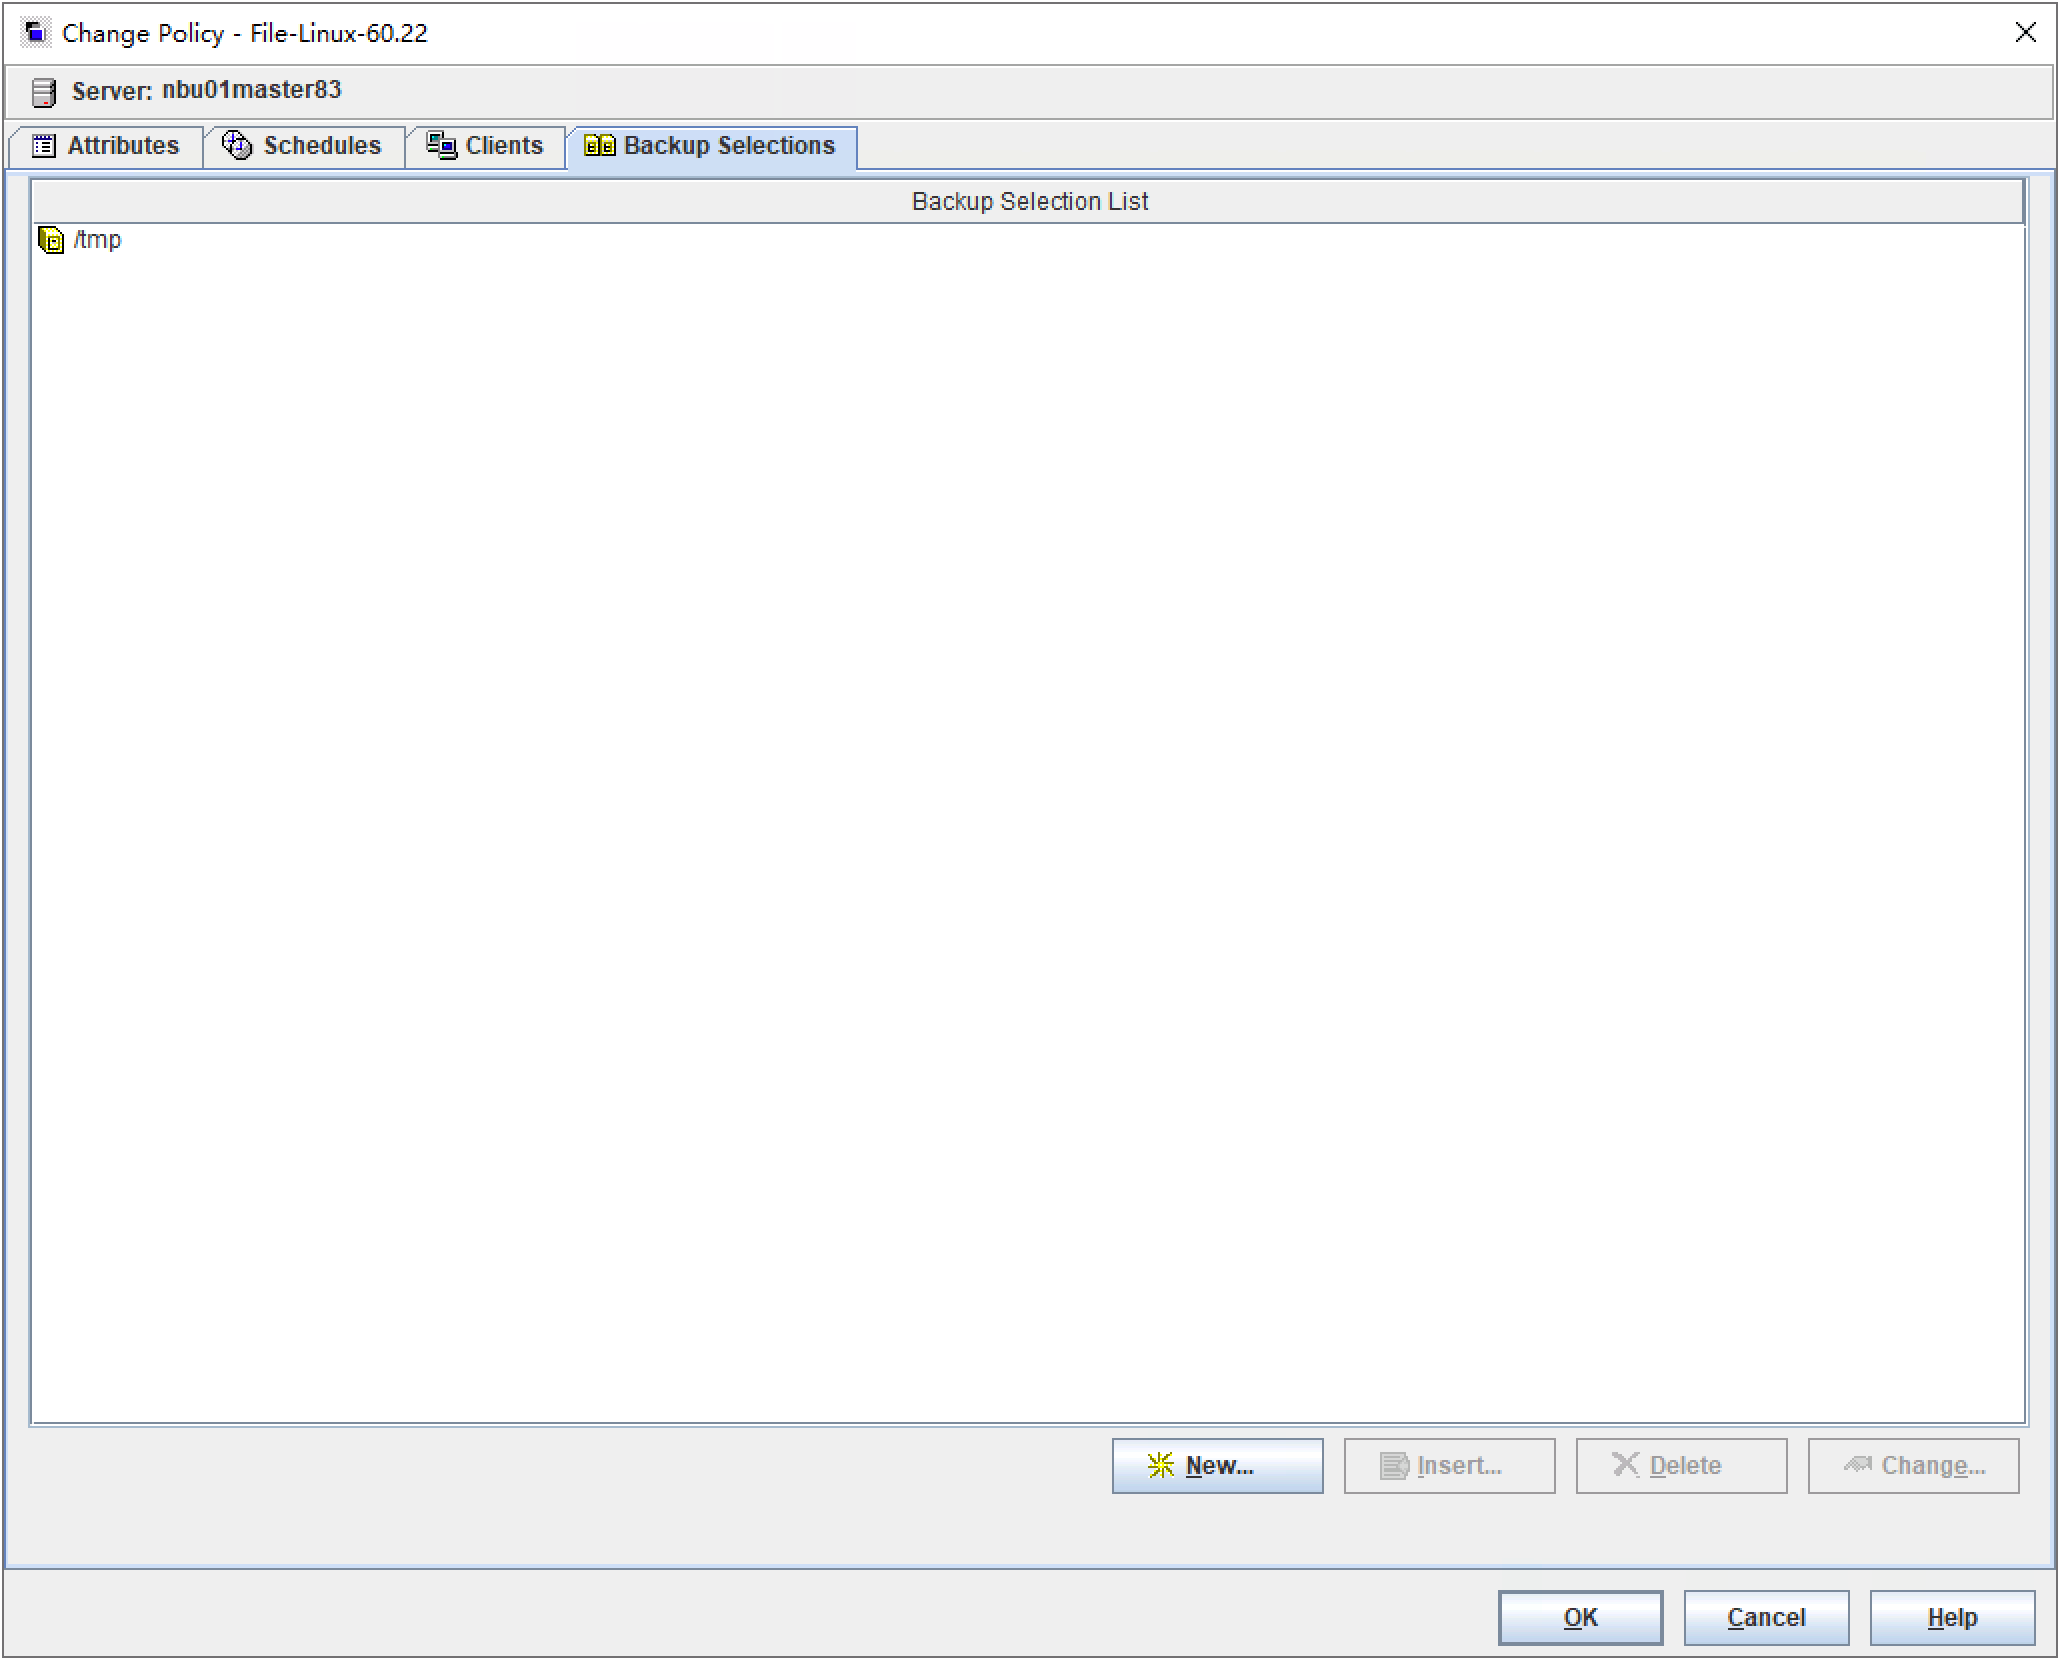 Change Policy - File-Linux-60.22
Server: nbu01master83
Attributes Schedules Clients Backup Selections
Backup Selection List
/tmp
New... Insert... Delete Change...
OK Cancel Help